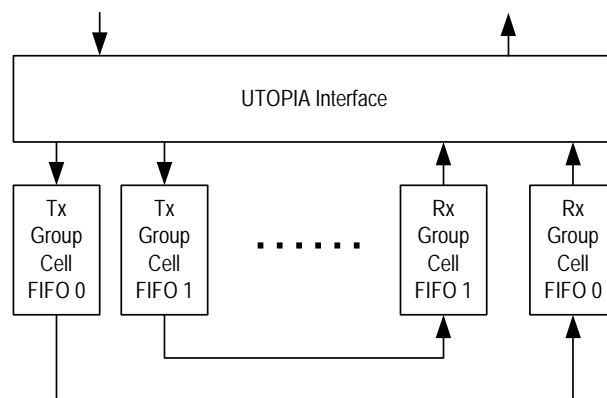 UTOPIA Interface
Tx
Group
Cell
FIFO 0
Tx
Group
Cell
FIFO 1
Rx
Group
Cell
FIFO 1
Rx
Group
Cell
FIFO 0